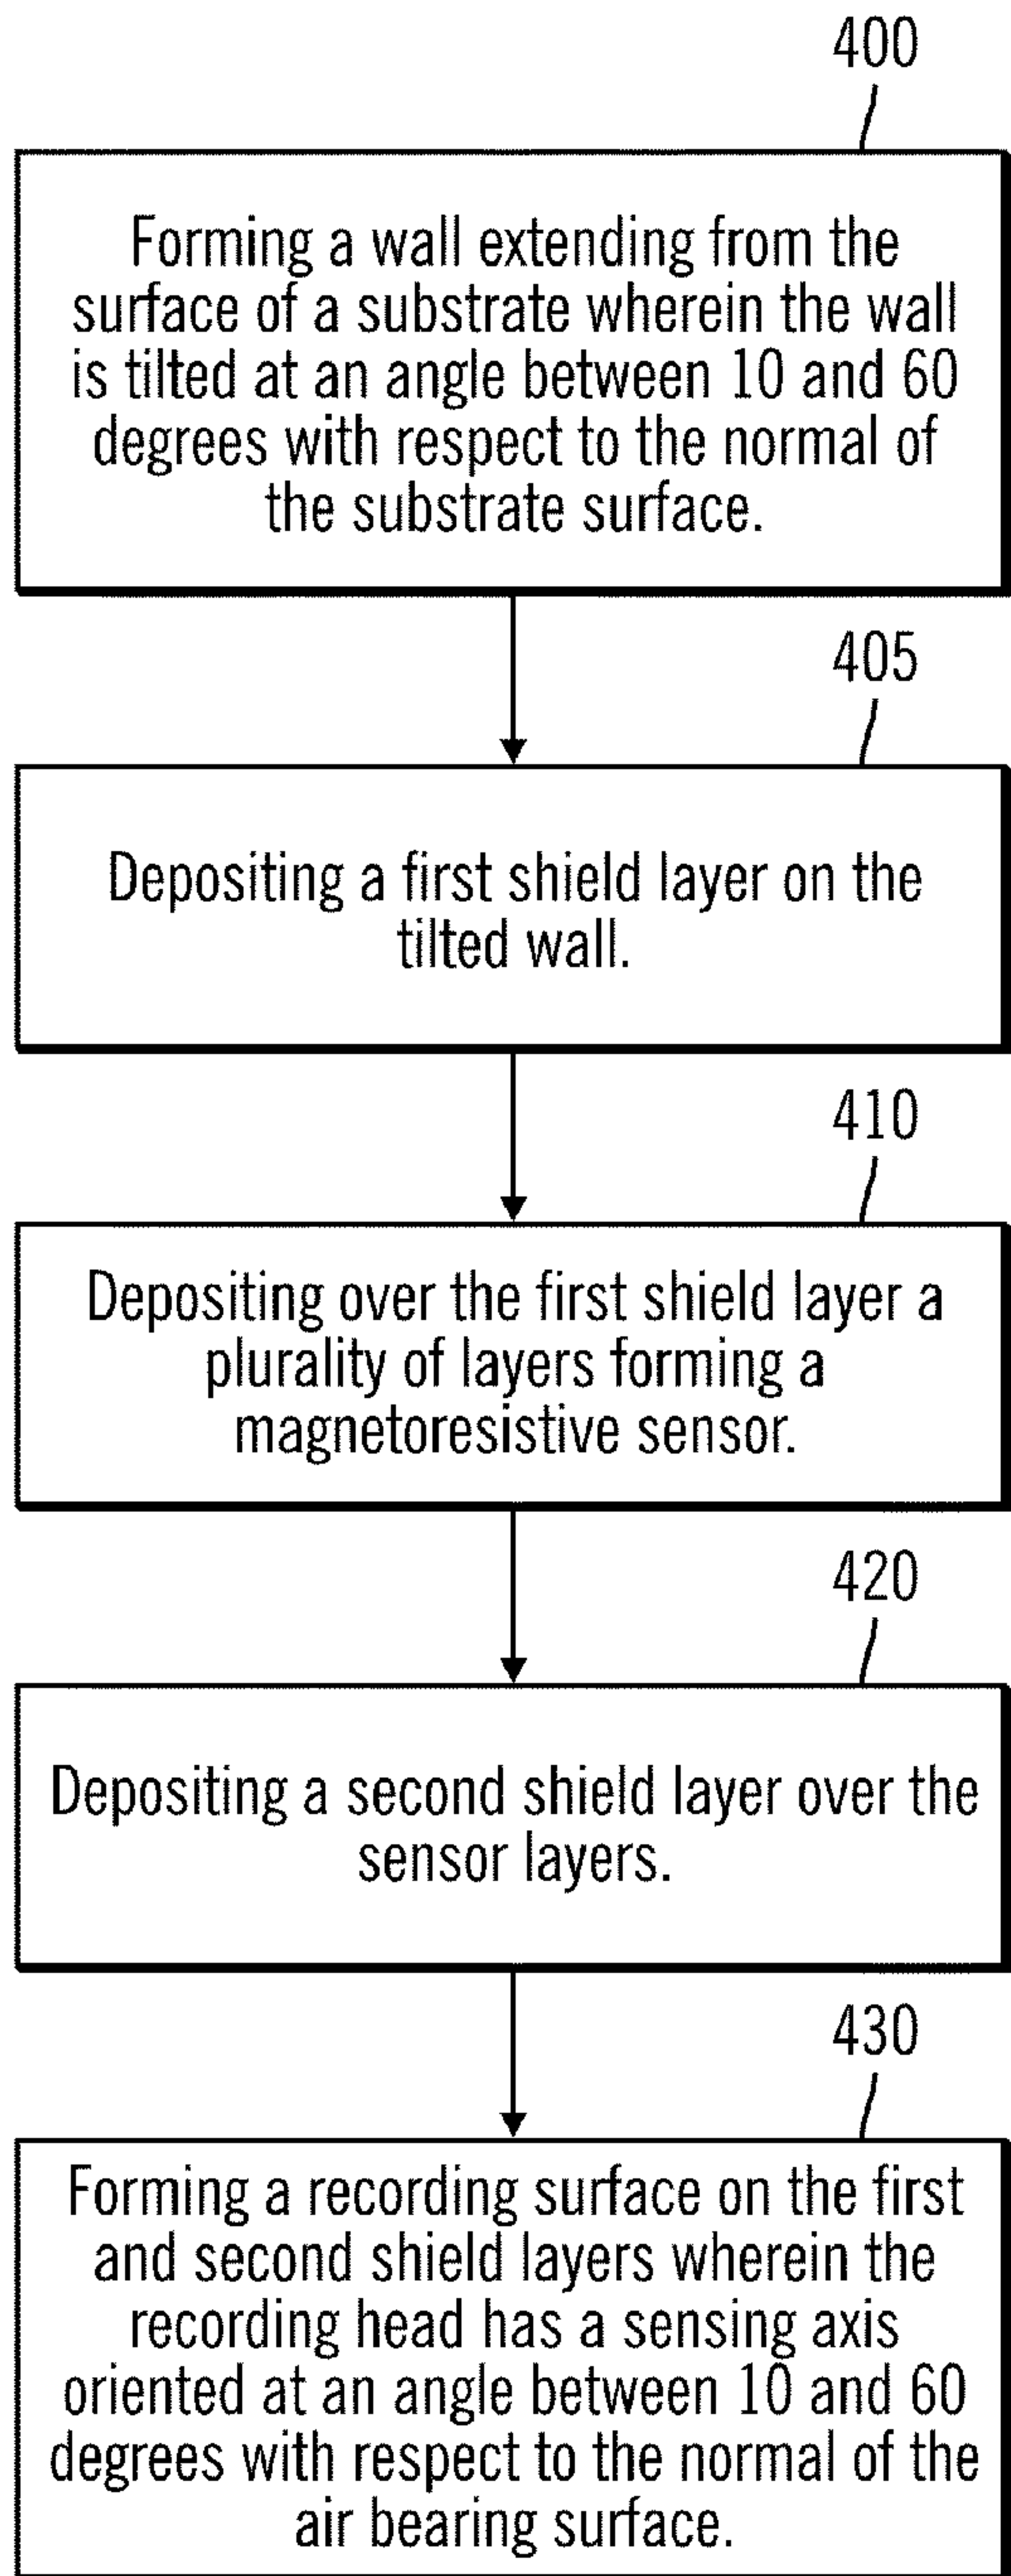 400
Forming a wall extending from the
surface of a substrate wherein the wall
is tilted at an angle between 10 and 60
degrees with respect to the normal of
the substrate surface.
405
Depositing a first shield layer on the
tilted wall.
410
Depositing over the first shield layer a
plurality of layers forming a
magnetoresistive sensor.
420
Depositing a second shield layer over the
sensor layers.
430
Forming a recording surface on the first
and second shield layers wherein the
recording head has a sensing axis
oriented at an angle between 10 and 60
degrees with respect to the normal of the
air bearing surface.